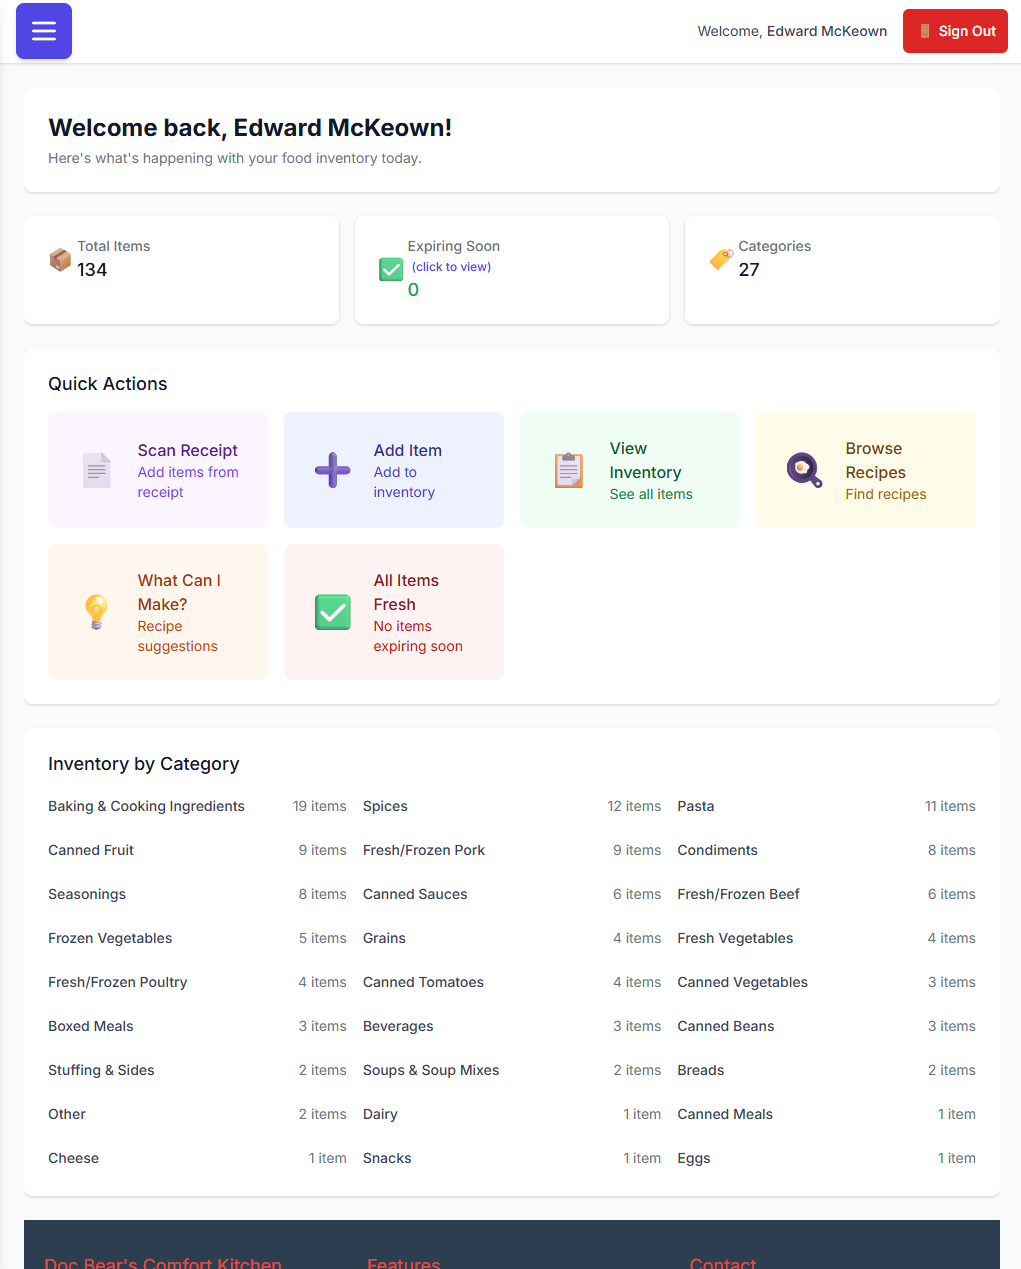 Welcome, Edward McKeown
Sign Out
Welcome back, Edward McKeown!
Here's what's happening with your food inventory today.
Total Items
134
Expiring Soon
(click to view)
0
Categories
27
Quick Actions
Scan Receipt
Add items from
receipt
Add Item
Add to
inventory
View
Inventory
See all items
Browse
Recipes
Find recipes
What Can I
Make?
Recipe
suggestions
All Items
Fresh
No items
expiring soon
Inventory by Category
Baking & Cooking Ingredients 19 items Spices 12 items Pasta 11 items
Canned Fruit 9 items Fresh/Frozen Pork 9 items Condiments 8 items
Seasonings 8 items Canned Sauces 6 items Fresh/Frozen Beef 6 items
Frozen Vegetables 5 items Grains 4 items Fresh Vegetables 4 items
Fresh/Frozen Poultry 4 items Canned Tomatoes 4 items Canned Vegetables 3 items
Boxed Meals 3 items Beverages 3 items Canned Beans 3 items
Stuffing & Sides 2 items Soups & Soup Mixes 2 items Breads 2 items
Other 2 items Dairy 1 item Canned Meals 1 item
Cheese 1 item Snacks 1 item Eggs 1 item
Doc Bear's Comfort Kitchen Features Contact